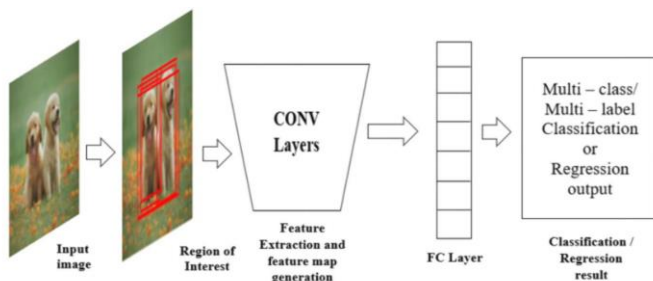 CONV
Layers
Multi – class/
Multi – label
Classification
or
Regression
output
Input
image
Region of
Interest
Feature
Extraction and
feature map
generation
FC Layer
Classification /
Regression
result